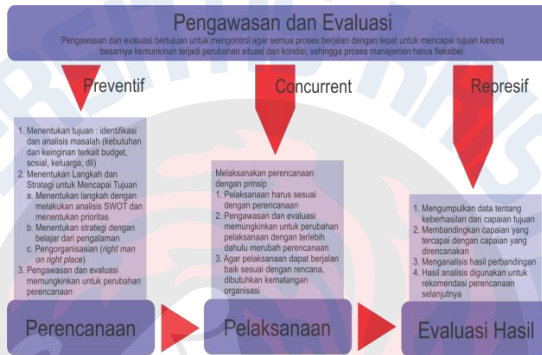 Pengawasan dan Evaluasi
Pengawasan dan evaluasi bertujuan untuk mengontrol agar semua proses berjalan dengan tepat untuk mencapai tujuan karena
besarnya kemunkinan terjadi perubahan situasi dan kondisi, sehingga proses manajemen harus fleksibel.
Preventif
1. Menentukan tujuan : identifikasi
dan analisis masalah (kebutuhan
dan keinginan terkait budget,
sosial, keluarga, dll)
2. Menentukan Langkah dan
Strategi untuk Mencapai Tujuan
a. Menentukan langkah dengan
melakukan analisis SWOT dan
menentukan prioritas
b. Menentukan strategi dengan
belajar dari pengalaman
c. Pengorganisasian (right man
on right place)
3. Pengawasan dan evaluasi
memungkinkan untuk perubahan
perencanaan
Perencanaan
Concurrent
Melaksanakan perencanaan
dengan prinsip
1. Pelaksanaan harus sesuai
dengan perencanaan
2. Pengawasan dan evaluasi
memungkinkan untuk perubahan
pelaksanaan dengan terlebih
dahulu merubah perencanaan
3. Agar pelaksanaan dapat berjalan
baik sesuai dengan rencana,
dibutuhkan kematangan
organisasi
Pelaksanaan
Represif
1. Mengumpulkan data tentang
keberhasilan dari capaian tujuan
2. Membandingkan capaian yang
tercapai dengan capaian yang
direncanakan
3. Menganalisis hasil perbandingan
4. Hasil analisis digunakan untuk
rekomendasi perencanaan
selanjutnya
Evaluasi Hasil